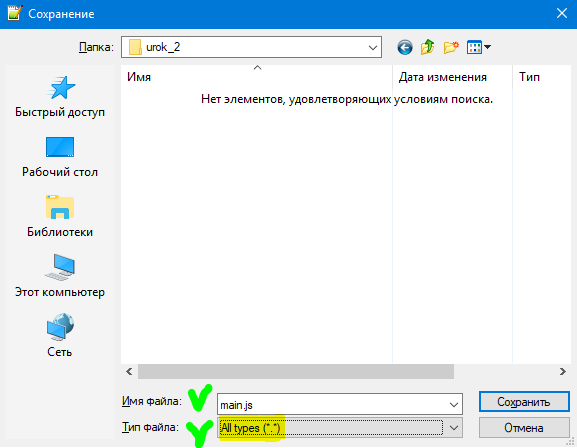 Сохранение
Папка: urok_2
Имя Дата изменения Тип
Нет элементов, удовлетворяющих условиям поиска.
Быстрый доступ
Рабочий стол
Библиотеки
Этот компьютер
Сеть
Имя файла: main.js Сохранить
Тип файла: All types (*.*) Отмена